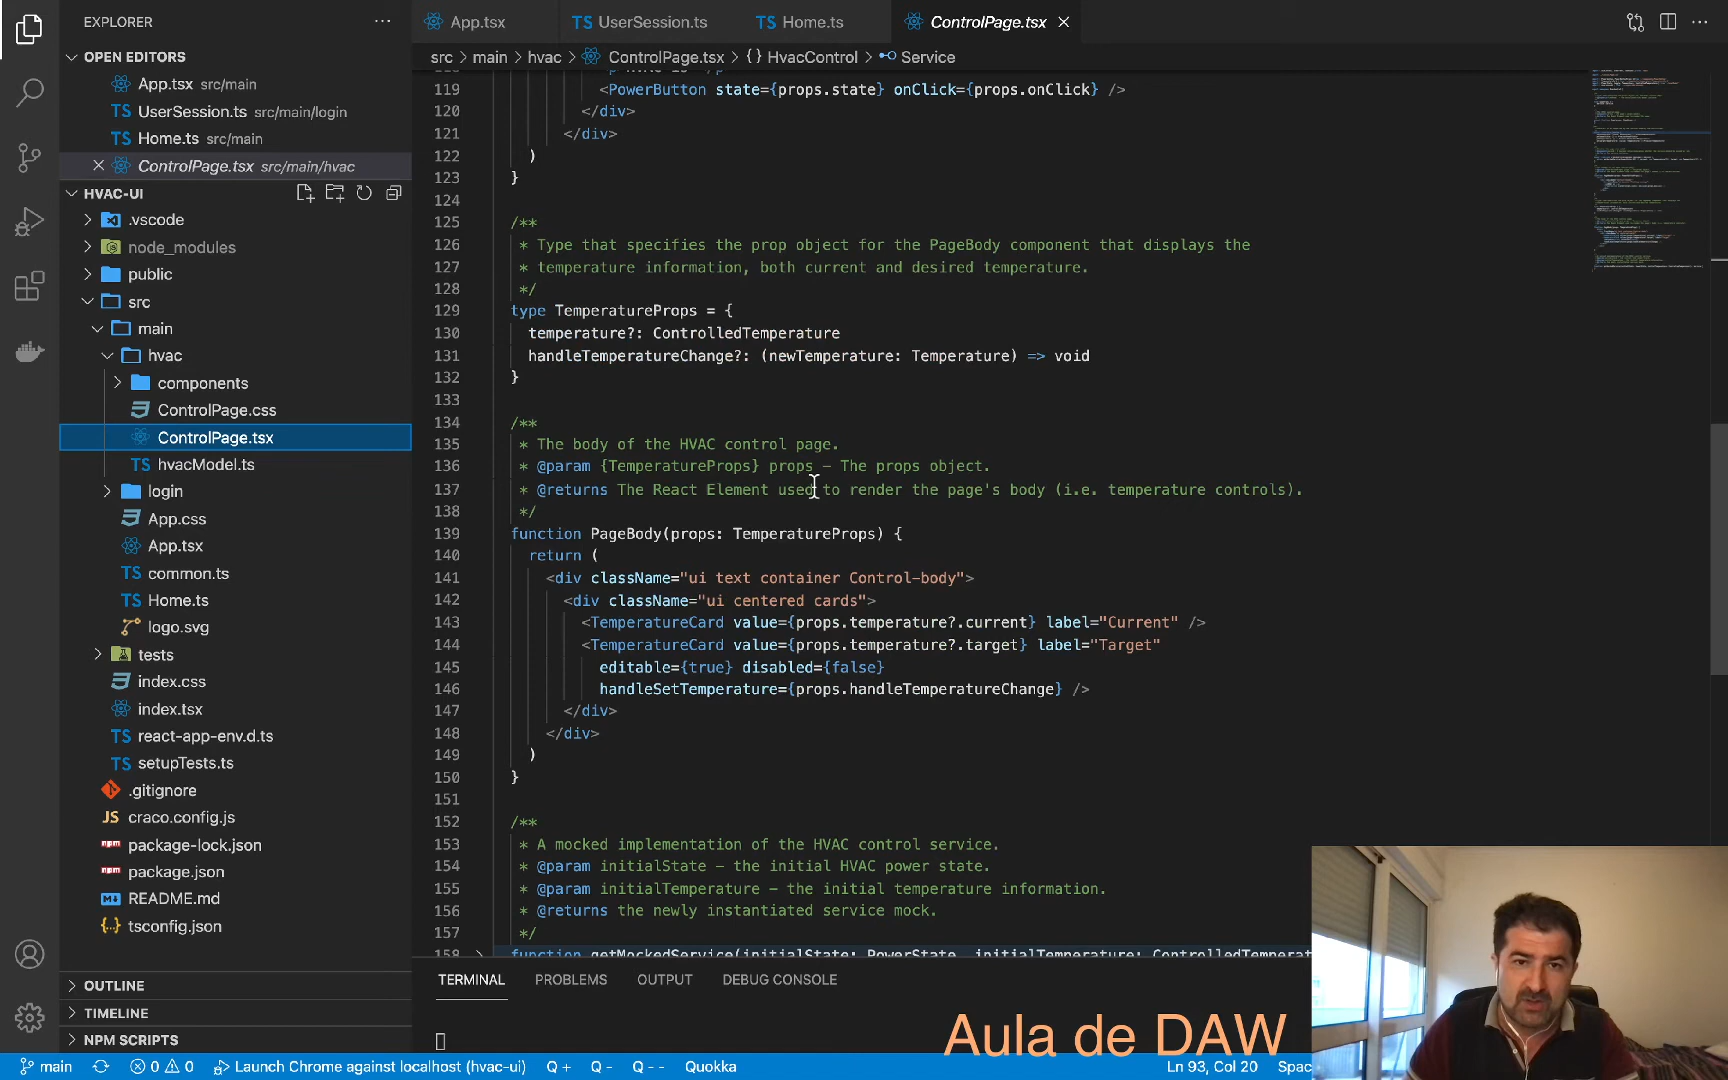 EXPLORER
App.tsx
TS UserSession.ts
TS Home.ts
ControlPage.tsx
OPEN EDITORS
App.tsx src/main
TS UserSession.ts src/main/login
TS Home.ts src/main
ControlPage.tsx src/main/hvac
HVAC-UI
.vscode
node_modules
public
src
main
hvac
components
ControlPage.css
ControlPage.tsx
TS hvacModel.ts
login
App.css
App.tsx
TS common.ts
TS Home.ts
logo.svg
tests
index.css
index.tsx
TS react-app-env.d.ts
TS setupTests.ts
.gitignore
JS craco.config.js
package-lock.json
package.json
README.md
tsconfig.json
OUTLINE
TIMELINE
NPM SCRIPTS
src > main > hvac > ControlPage.tsx > {} HvacControl > Service
119 <PowerButton state={props.state} onClick={props.onClick} />
120 </div>
121 </div>
122 )
123 }
124
125 /**
126 * Type that specifies the prop object for the PageBody component that displays the
127 * temperature information, both current and desired temperature.
128 */
129 type TemperatureProps = {
130 temperature?: ControlledTemperature
131 handleTemperatureChange?: (newTemperature: Temperature) => void
132 }
133
134 /**
135 * The body of the HVAC control page.
136 * @param {TemperatureProps} props – The props object.
137 * @returns The React Element used to render the page's body (i.e. temperature controls).
138 */
139 function PageBody(props: TemperatureProps) {
140 return (
141 <div className="ui text container Control-body">
142 <div className="ui centered cards">
143 <TemperatureCard value={props.temperature?.current} label="Current" />
144 <TemperatureCard value={props.temperature?.target} label="Target"
145 editable={true} disabled={false}
146 handleSetTemperature={props.handleTemperatureChange} />
147 </div>
148 </div>
149 )
150 }
151
152 /**
153 * A mocked implementation of the HVAC control service.
154 * @param initialState – the initial HVAC power state.
155 * @param initialTemperature – the initial temperature information.
156 * @returns the newly instantiated service mock.
157 */
158 function getMockedService(initialState: PowerState, initialTemperature: ControlledTemperat
TERMINAL PROBLEMS OUTPUT DEBUG CONSOLE
Aula de DAW
main 0 0 Launch Chrome against localhost (hvac-ui) Q + Q - Q - - Quokka Ln 93, Col 20 Spac